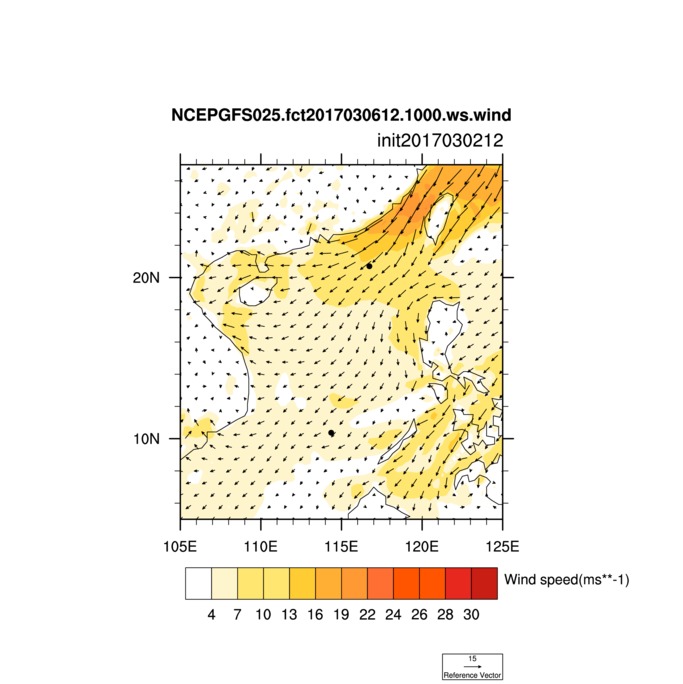 NCEPGFS025.fct2017030612.1000.ws.wind
init2017030212
20N
10N
105E 110E 115E 120E 125E
Wind speed(ms**-1)
4 7 10 13 16 19 22 24 26 28 30
15
Reference Vector